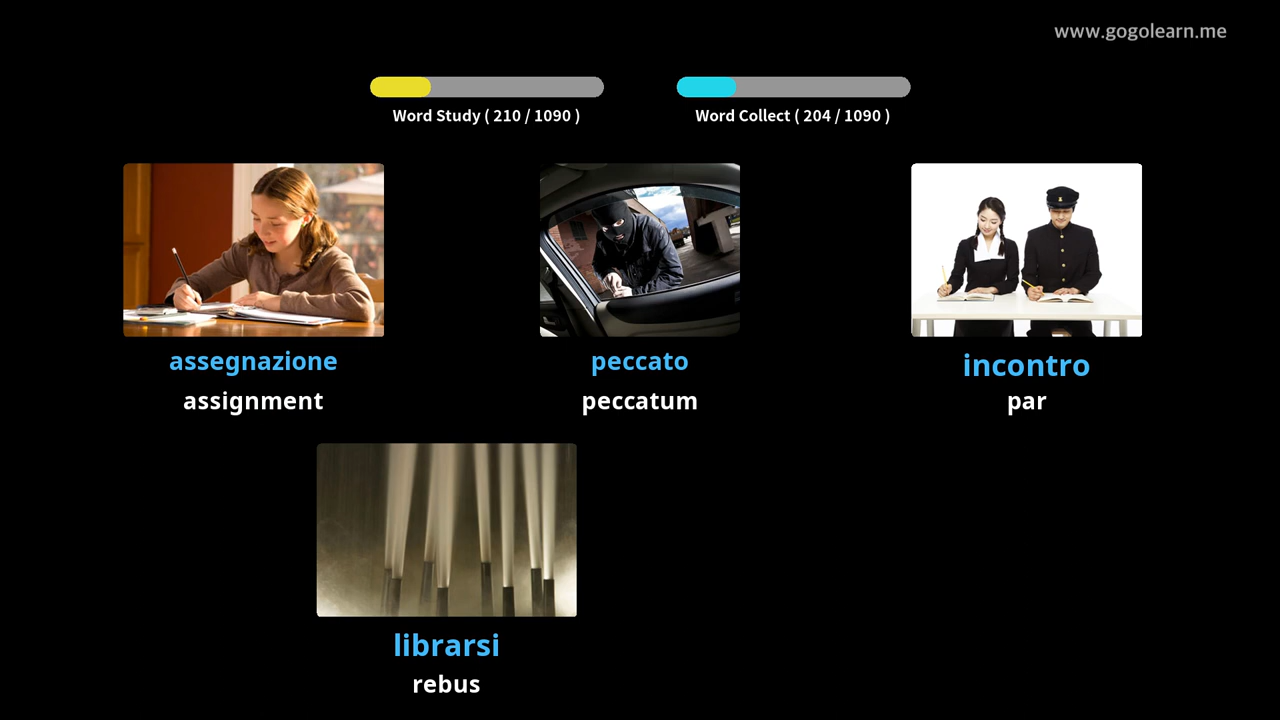 www.gogolearn.me
Word Study ( 210 / 1090 )
Word Collect ( 204 / 1090 )
assegnazione
assignment
peccato
peccatum
incontro
par
librarsi
rebus